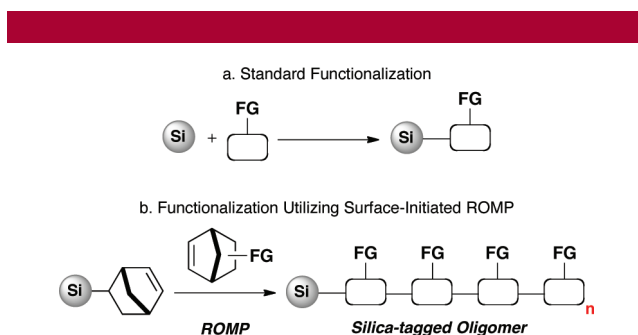 a. Standard Functionalization
FG
FG
Si + Si
b. Functionalization Utilizing Surface-Initiated ROMP
FG FG FG FG
FG
Si Si
n
ROMP Silica-tagged Oligomer